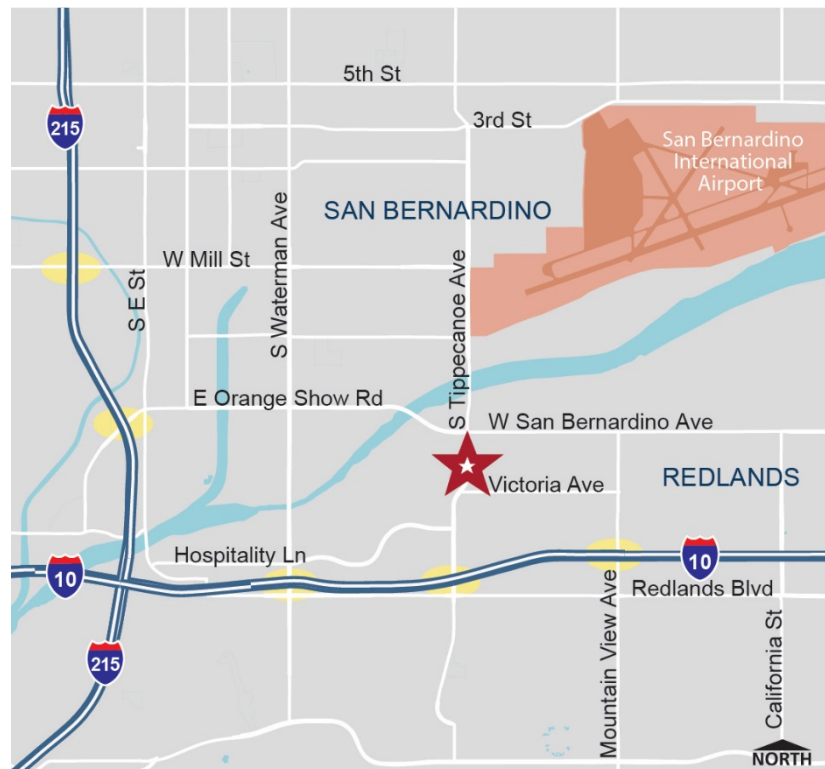 5th St
215
3rd St
San Bernardino
International
Airport
SAN BERNARDINO
W Mill St
S E St
S Waterman Ave
S Tippecanoe Ave
E Orange Show Rd
W San Bernardino Ave
Victoria Ave
REDLANDS
Hospitality Ln
10
10
Redlands Blvd
Mountain View Ave
California St
215
NORTH